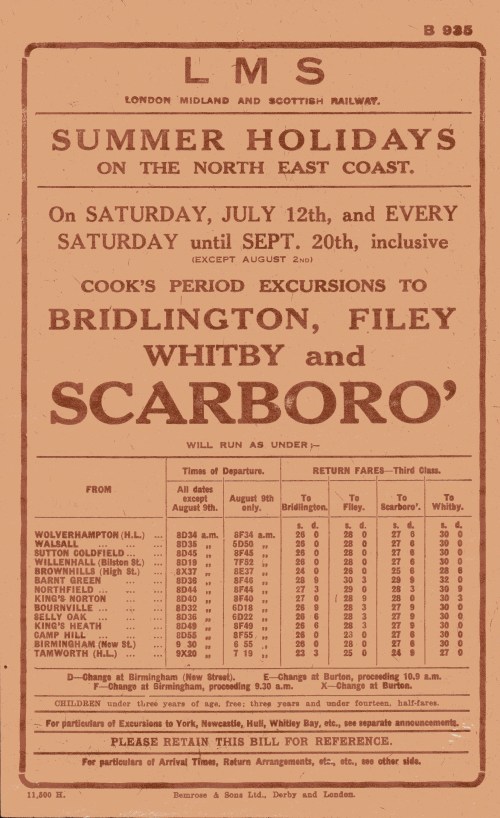 B 935
L M S
LONDON MIDLAND AND SCOTTISH RAILWAY.
SUMMER HOLIDAYS
ON THE NORTH EAST COAST.
On SATURDAY, JULY 12th, and EVERY
SATURDAY until SEPT. 20th, inclusive
(EXCEPT AUGUST 2ND)
COOK'S PERIOD EXCURSIONS TO
BRIDLINGTON, FILEY
WHITBY and
SCARBORO'
WILL RUN AS UNDER:—
FROM Times of Departure. RETURN FARES—Third Class.
All dates except August 9th. August 9th only. To Bridlington. To Filey. To Scarboro'. To Whitby.
s. d. s. d. s. d. s. d.
WOLVERHAMPTON (H.L.) ... 8D34 a.m. 8F34 a.m. 26 0 28 0 27 6 30 0
WALSALL ... ... ... 8D35 „ 5D50 „ 26 0 28 0 27 6 30 0
SUTTON COLDFIELD ... ... 8D45 „ 8F45 „ 26 0 28 0 27 6 30 0
WILLENHALL (Bilston St.) 8D19 „ 7F52 „ 26 0 28 0 27 6 30 0
BROWNHILLS (High St.) ... 8X37 „ 8E37 „ 24 0 26 0 25 6 28 6
BARNT GREEN ... ... 8D36 „ 8F46 „ 28 9 30 3 29 9 32 0
NORTHFIELD ... ... ... 8D44 „ 8F44 „ 27 3 29 0 28 3 30 9
KING'S NORTON ... ... 8D40 „ 8F40 „ 27 0 28 9 28 0 30 3
BOURNVILLE ... ... ... 8D32 „ 6D18 „ 26 9 28 3 27 9 30 0
SELLY OAK ... ... ... 8D36 „ 6D22 „ 26 6 28 3 27 9 30 0
KING'S HEATH ... ... 8D49 „ 8F49 „ 26 6 28 3 27 9 30 0
CAMP HILL ... ... ... 8D55 „ 8F55 „ 26 0 28 0 27 6 30 0
BIRMINGHAM (New St.) ... 9 30 „ 6 55 „ 26 0 28 0 27 6 30 0
TAMWORTH (H.L.) ... ... 9X20 „ 7 19 „ 23 3 25 0 24 9 27 0
D—Change at Birmingham (New Street). E—Change at Burton, proceeding 10.9 a.m.
F—Change at Birmingham, proceeding 9.30 a.m. X—Change at Burton.
CHILDREN under three years of age, free; three years and under fourteen, half-fares.
For particulars of Excursions to York, Newcastle, Hull, Whitley Bay, etc., see separate announcements.
PLEASE RETAIN THIS BILL FOR REFERENCE.
For particulars of Arrival Times, Return Arrangements, etc., etc., see other side.
11,500 H. Bemrose & Sons Ltd., Derby and London.